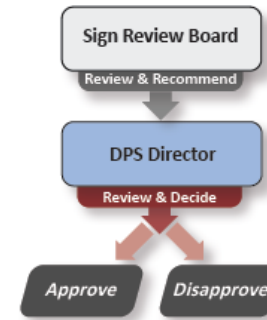 Sign Review Board
Review & Recommend
DPS Director
Review & Decide
Approve
Disapprove